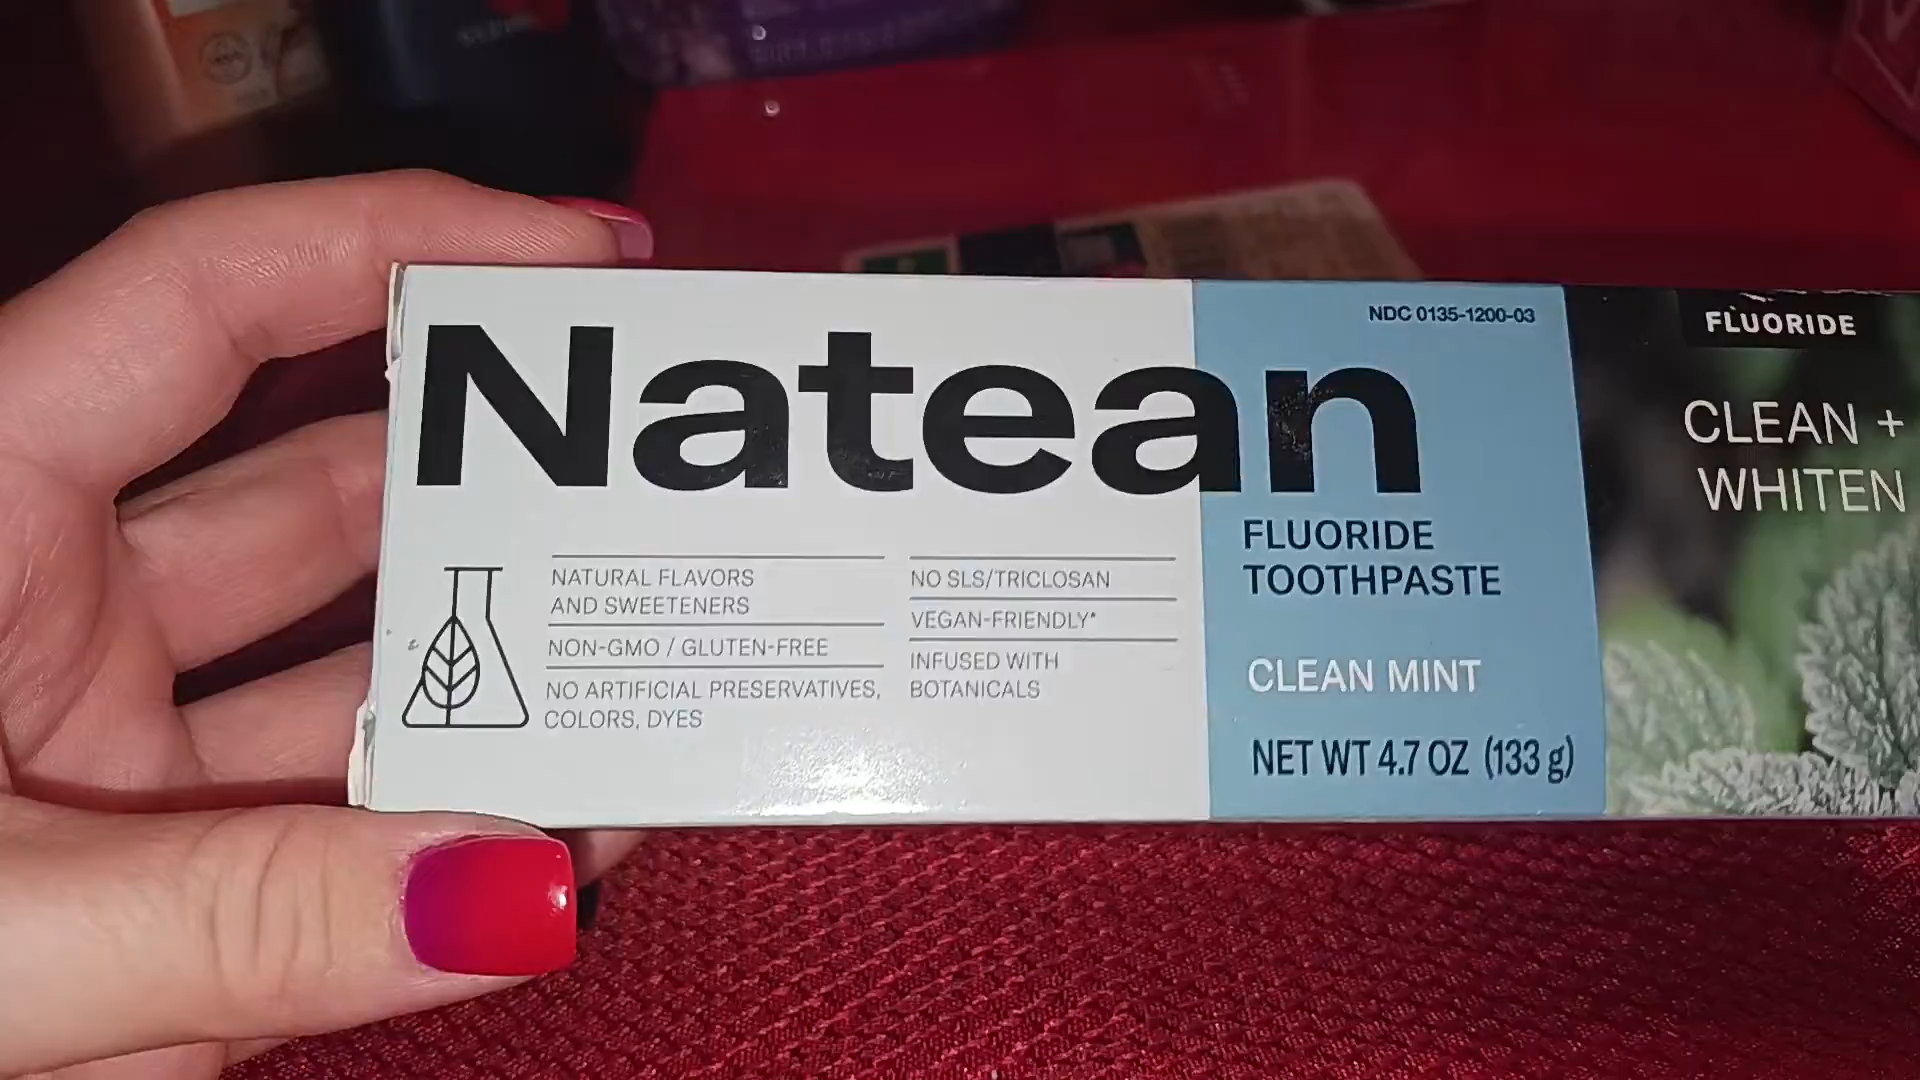 Natean
NATURAL FLAVORS
AND SWEETENERS
NON-GMO / GLUTEN-FREE
NO ARTIFICIAL PRESERVATIVES,
COLORS, DYES
NO SLS/TRICLOSAN
VEGAN-FRIENDLY*
INFUSED WITH
BOTANICALS
NDC 0135-1200-03
FLUORIDE
TOOTHPASTE
CLEAN MINT
NET WT 4.7 OZ (133 g)
FLUORIDE
CLEAN +
WHITEN